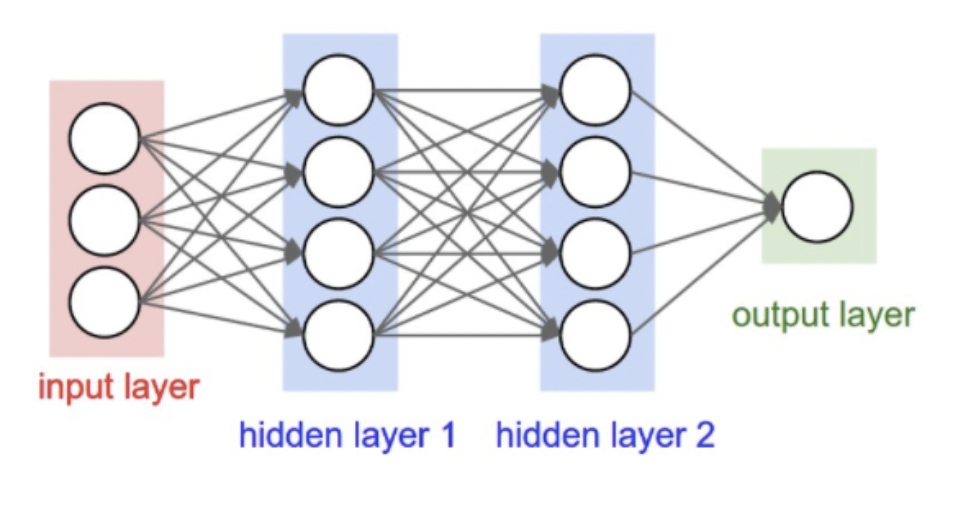 input layer
hidden layer 1
hidden layer 2
output layer